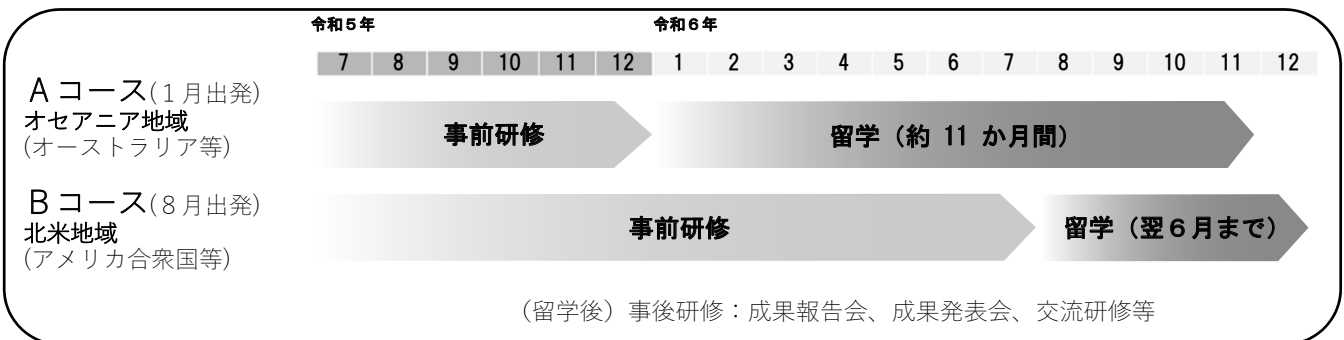 令和５年 令和６年
7 8 9 10 11 12 1 2 3 4 5 6 7 8 9 10 11 12
Ａコース(１月出発)
オセアニア地域
(オーストラリア等)
事前研修 留学（約 11 か月間）
Ｂコース(８月出発)
北米地域
(アメリカ合衆国等)
事前研修 留学（翌６月まで）
（留学後）事後研修：成果報告会、成果発表会、交流研修等